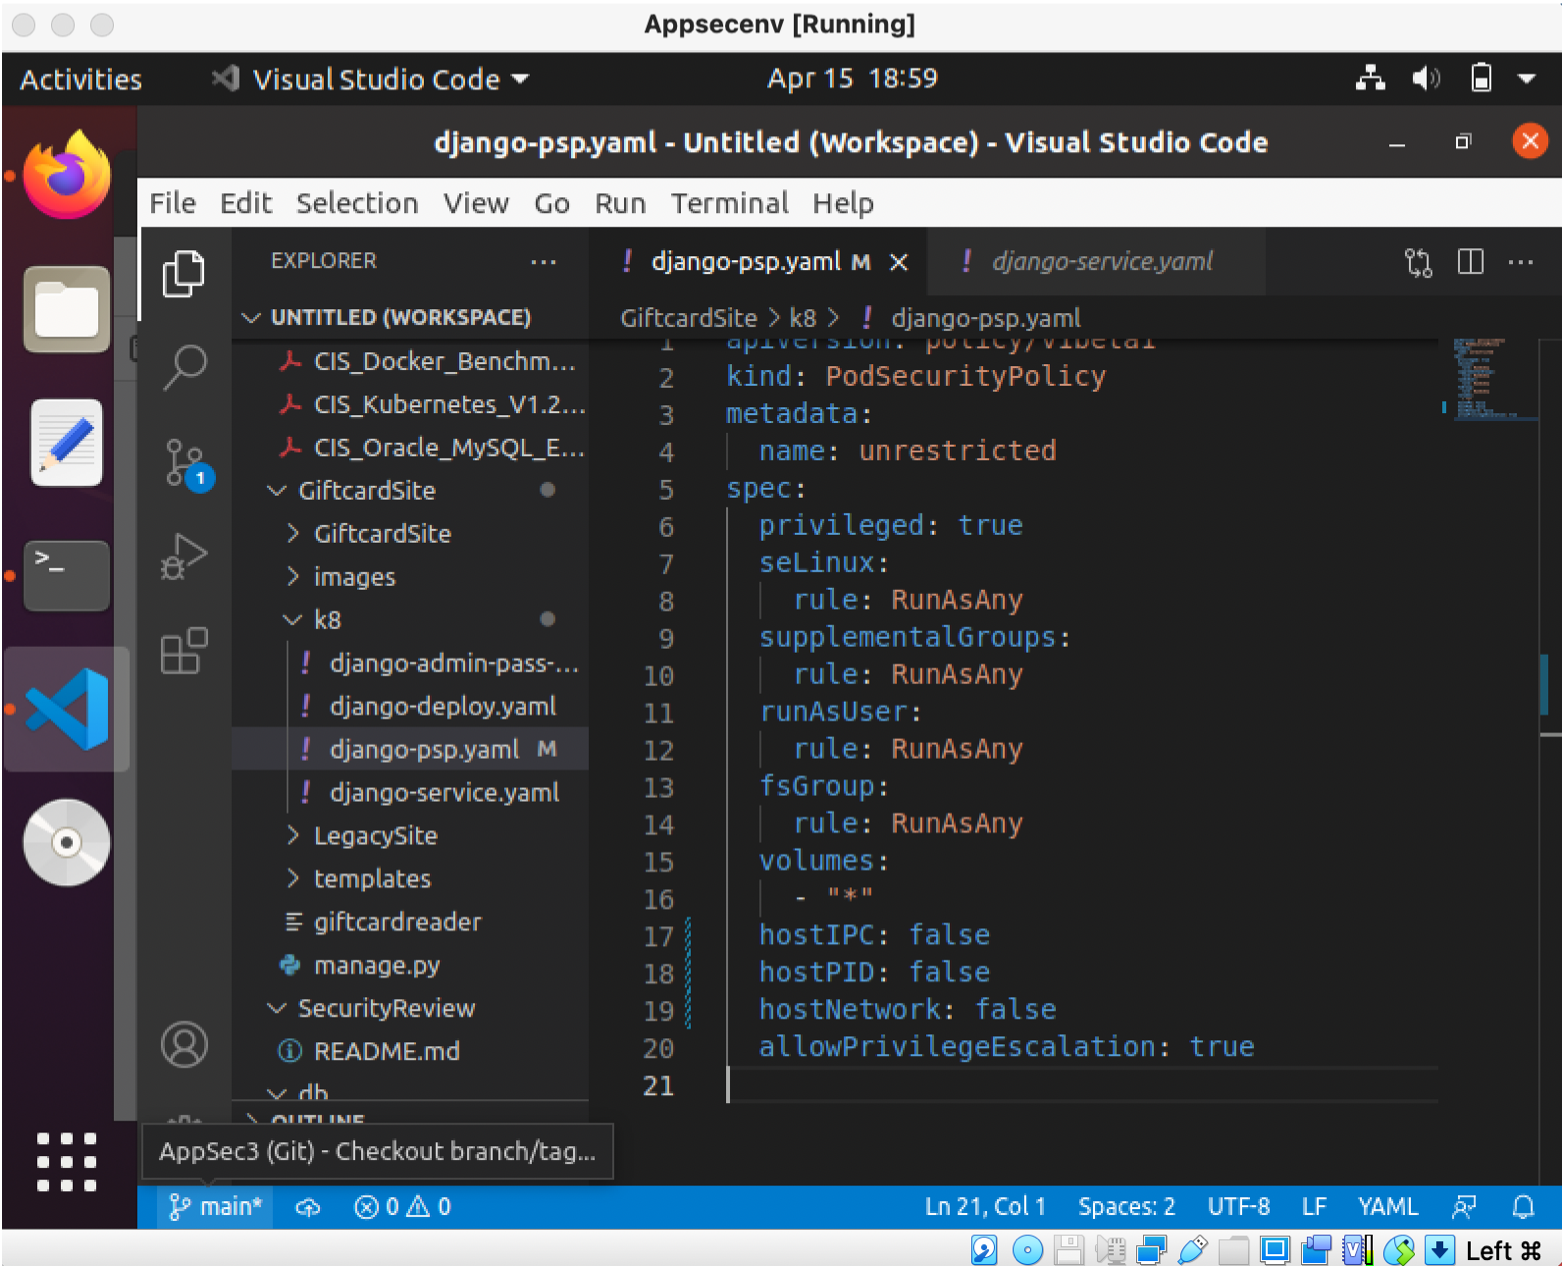 Appsecenv [Running]
Activities
Visual Studio Code
Apr 15 18:59
django-psp.yaml - Untitled (Workspace) - Visual Studio Code
File Edit Selection View Go Run Terminal Help
EXPLORER
UNTITLED (WORKSPACE)
CIS_Docker_Benchm...
CIS_Kubernetes_V1.2...
CIS_Oracle_MySQL_E...
GiftcardSite
GiftcardSite
images
k8
django-admin-pass-...
django-deploy.yaml
django-psp.yaml M
django-service.yaml
LegacySite
templates
giftcardreader
manage.py
SecurityReview
README.md
db
OUTLINE
1
AppSec3 (Git) - Checkout branch/tag...
django-psp.yaml M
django-service.yaml
GiftcardSite > k8 > ! django-psp.yaml
1 apiVersion: policy/v1beta1
2 kind: PodSecurityPolicy
3 metadata:
4 name: unrestricted
5 spec:
6 privileged: true
7 seLinux:
8 rule: RunAsAny
9 supplementalGroups:
10 rule: RunAsAny
11 runAsUser:
12 rule: RunAsAny
13 fsGroup:
14 rule: RunAsAny
15 volumes:
16 - "*"
17 hostIPC: false
18 hostPID: false
19 hostNetwork: false
20 allowPrivilegeEscalation: true
21
main* 0 0 Ln 21, Col 1 Spaces: 2 UTF-8 LF YAML
Left ⌘